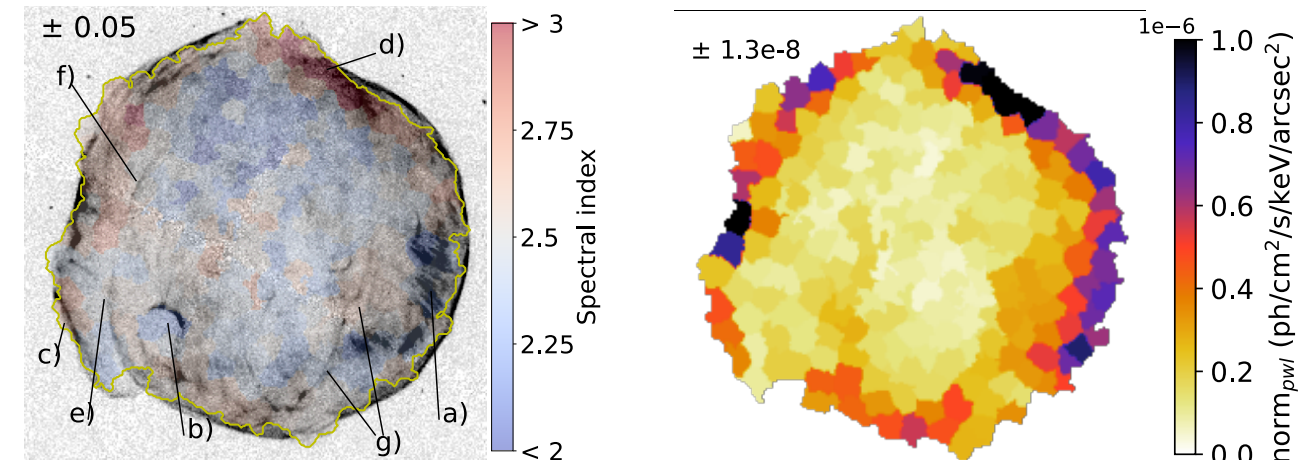 ± 0.05
d)
f)
c)
e)
b)
a)
g)
> 3
2.75
2.5
2.25
< 2
Spectral index
± 1.3e-8
1e−6
1.0
0.8
0.6
0.4
0.2
0.0
norm_pwl (ph/cm²/s/keV/arcsec²)